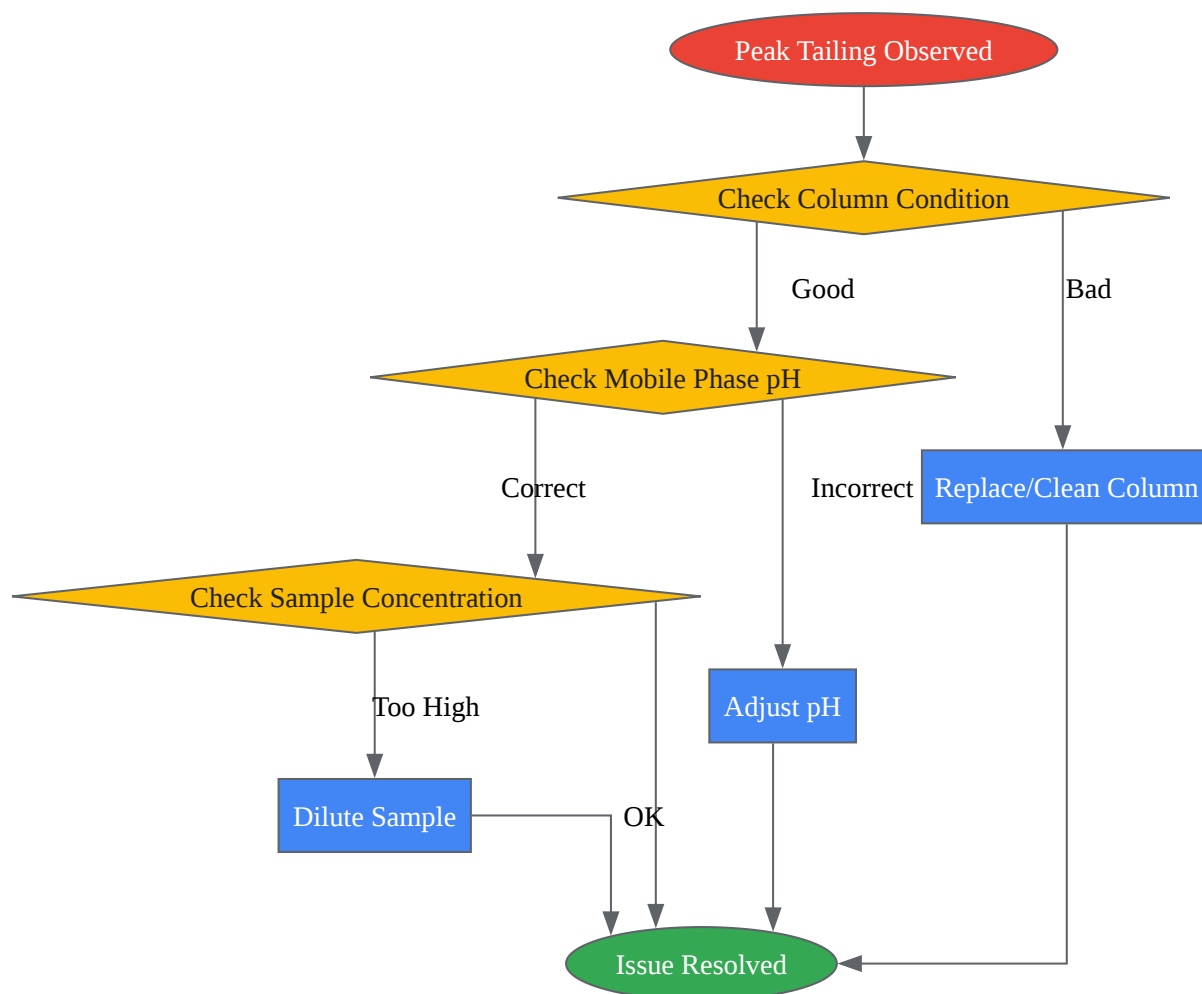 Peak Tailing Observed
Check Column Condition
Good
Bad
Check Mobile Phase pH
Correct
Incorrect
Replace/Clean Column
Check Sample Concentration
Too High
Adjust pH
Dilute Sample
OK
Issue Resolved